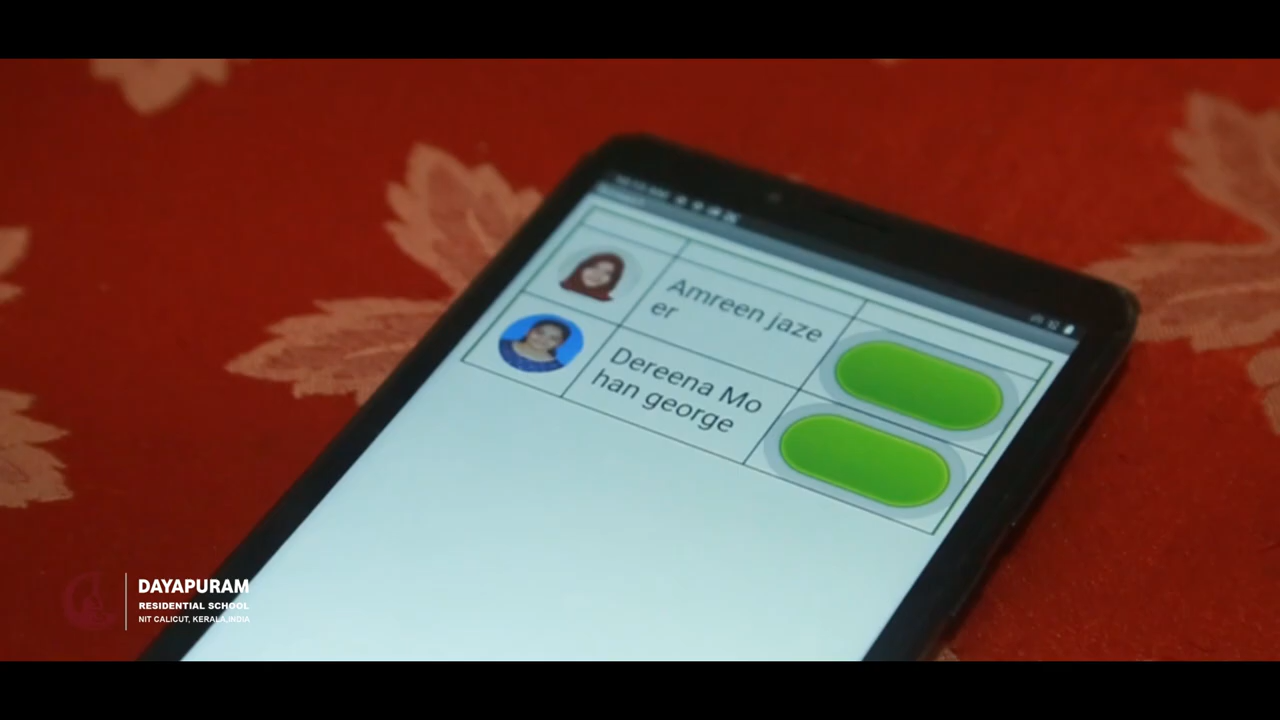 Amreen jaze
er
Dereena Mo
han george
DAYAPURAM
RESIDENTIAL SCHOOL
NIT CALICUT, KERALA,INDIA